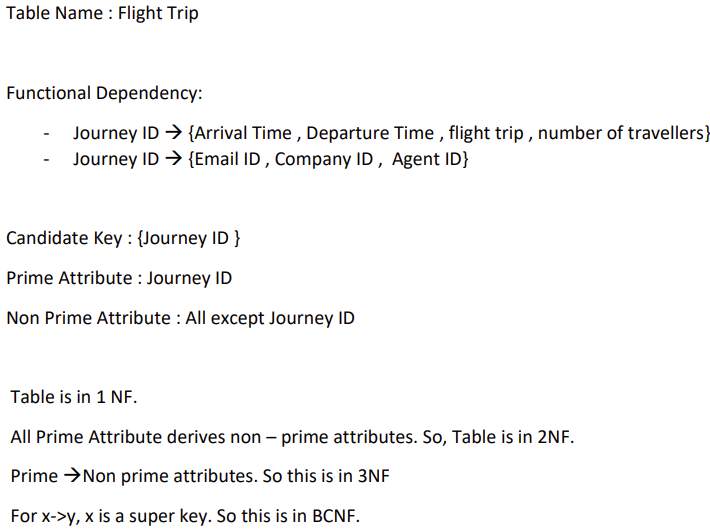 Table Name : Flight Trip
Functional Dependency:
- Journey ID → {Arrival Time , Departure Time , flight trip , number of travellers}
- Journey ID → {Email ID , Company ID ,  Agent ID}
Candidate Key : {Journey ID }
Prime Attribute : Journey ID
Non Prime Attribute : All except Journey ID
Table is in 1 NF.
All Prime Attribute derives non – prime attributes. So, Table is in 2NF.
Prime →Non prime attributes. So this is in 3NF
For x->y, x is a super key. So this is in BCNF.